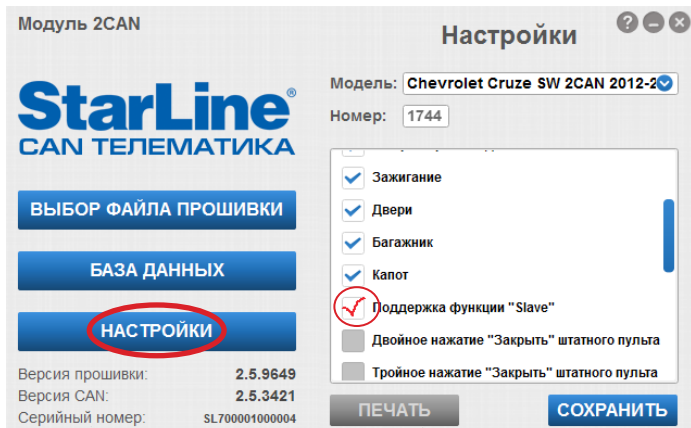 Модуль 2CAN
Настройки
StarLine®
CAN ТЕЛЕМАТИКА
ВЫБОР ФАЙЛА ПРОШИВКИ
БАЗА ДАННЫХ
НАСТРОЙКИ
Версия прошивки: 2.5.9649
Версия CAN: 2.5.3421
Серийный номер: SL700001000004
Модель: Chevrolet Cruze SW 2CAN 2012-2
Номер: 1744
Зажигание
Двери
Багажник
Капот
Поддержка функции "Slave"
Двойное нажатие "Закрыть" штатного пульта
Тройное нажатие "Закрыть" штатного пульта
ПЕЧАТЬ
СОХРАНИТЬ